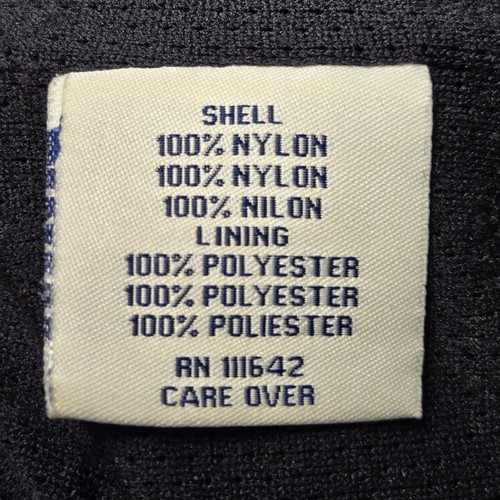 SHELL
100% NYLON
100% NYLON
100% NILON
LINING
100% POLYESTER
100% POLYESTER
100% POLIESTER
RN 111642
CARE OVER